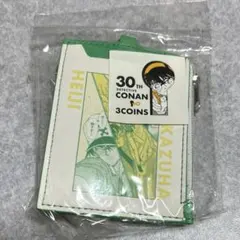 30TH
DETECTIVE
CONAN
3COINS
HEIJI
KAZUHA